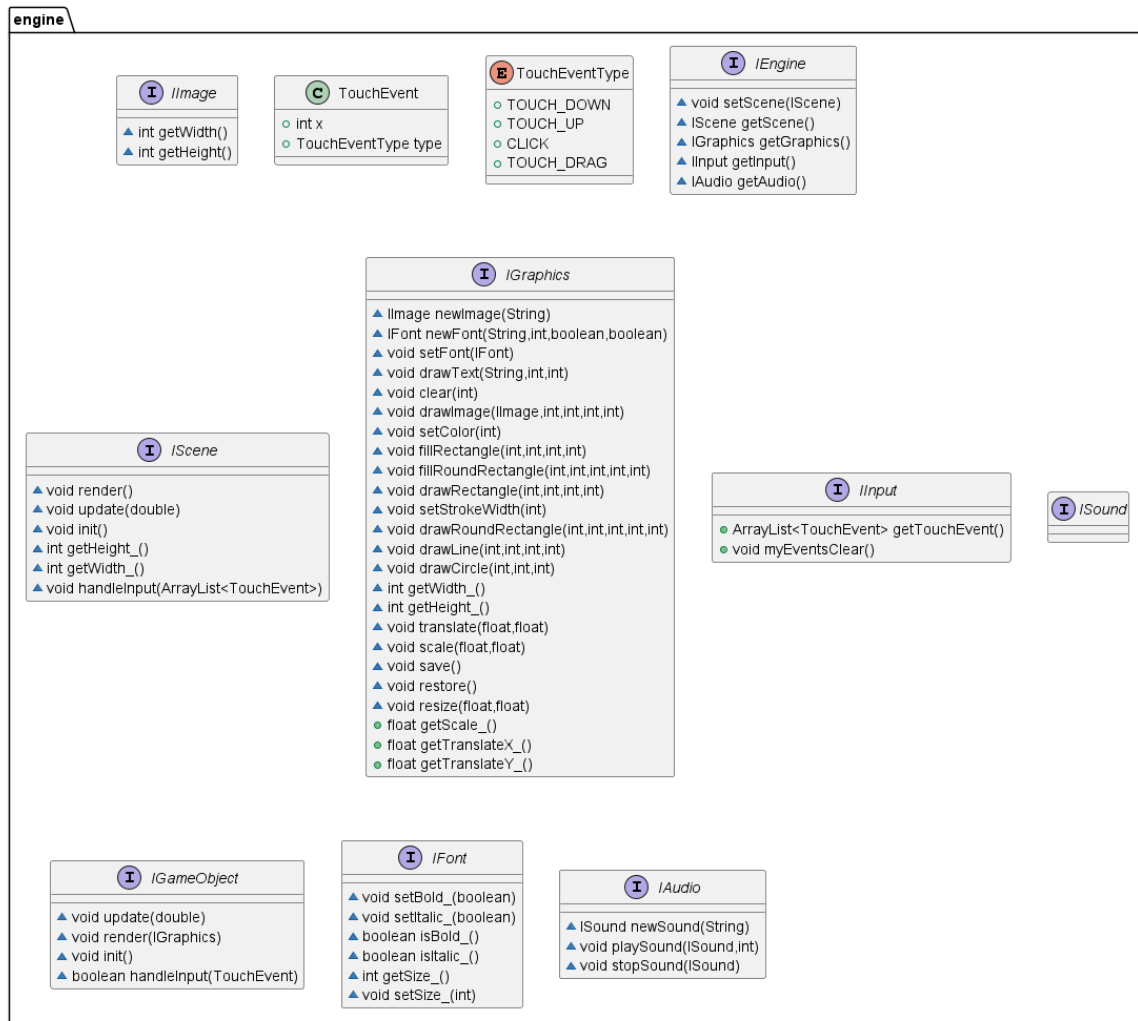 engine
I IImage
int getWidth()
int getHeight()
C TouchEvent
int x
TouchEventType type
E TouchEventType
TOUCH_DOWN
TOUCH_UP
CLICK
TOUCH_DRAG
I IEngine
void setScene(IScene)
IScene getScene()
IGraphics getGraphics()
IInput getInput()
IAudio getAudio()
I IScene
void render()
void update(double)
void init()
int getHeight_()
int getWidth_()
void handleInput(ArrayList<TouchEvent>)
I IGraphics
IImage newImage(String)
IFont newFont(String,int,boolean,boolean)
void setFont(IFont)
void drawText(String,int,int)
void clear(int)
void drawImage(IImage,int,int,int,int)
void setColor(int)
void fillRectangle(int,int,int,int)
void fillRoundRectangle(int,int,int,int,int)
void drawRectangle(int,int,int,int)
void setStrokeWidth(int)
void drawRoundRectangle(int,int,int,int,int)
void drawLine(int,int,int,int)
void drawCircle(int,int,int)
int getWidth_()
int getHeight_()
void translate(float,float)
void scale(float,float)
void save()
void restore()
void resize(float,float)
float getScale_()
float getTranslateX_()
float getTranslateY_()
I IInput
ArrayList<TouchEvent> getTouchEvent()
void myEventsClear()
I ISound
I IGameObject
void update(double)
void render(IGraphics)
void init()
boolean handleInput(TouchEvent)
I IFont
void setBold_(boolean)
void setItalic_(boolean)
boolean isBold_()
boolean isItalic_()
int getSize_()
void setSize_(int)
I IAudio
ISound newSound(String)
void playSound(ISound,int)
void stopSound(ISound)